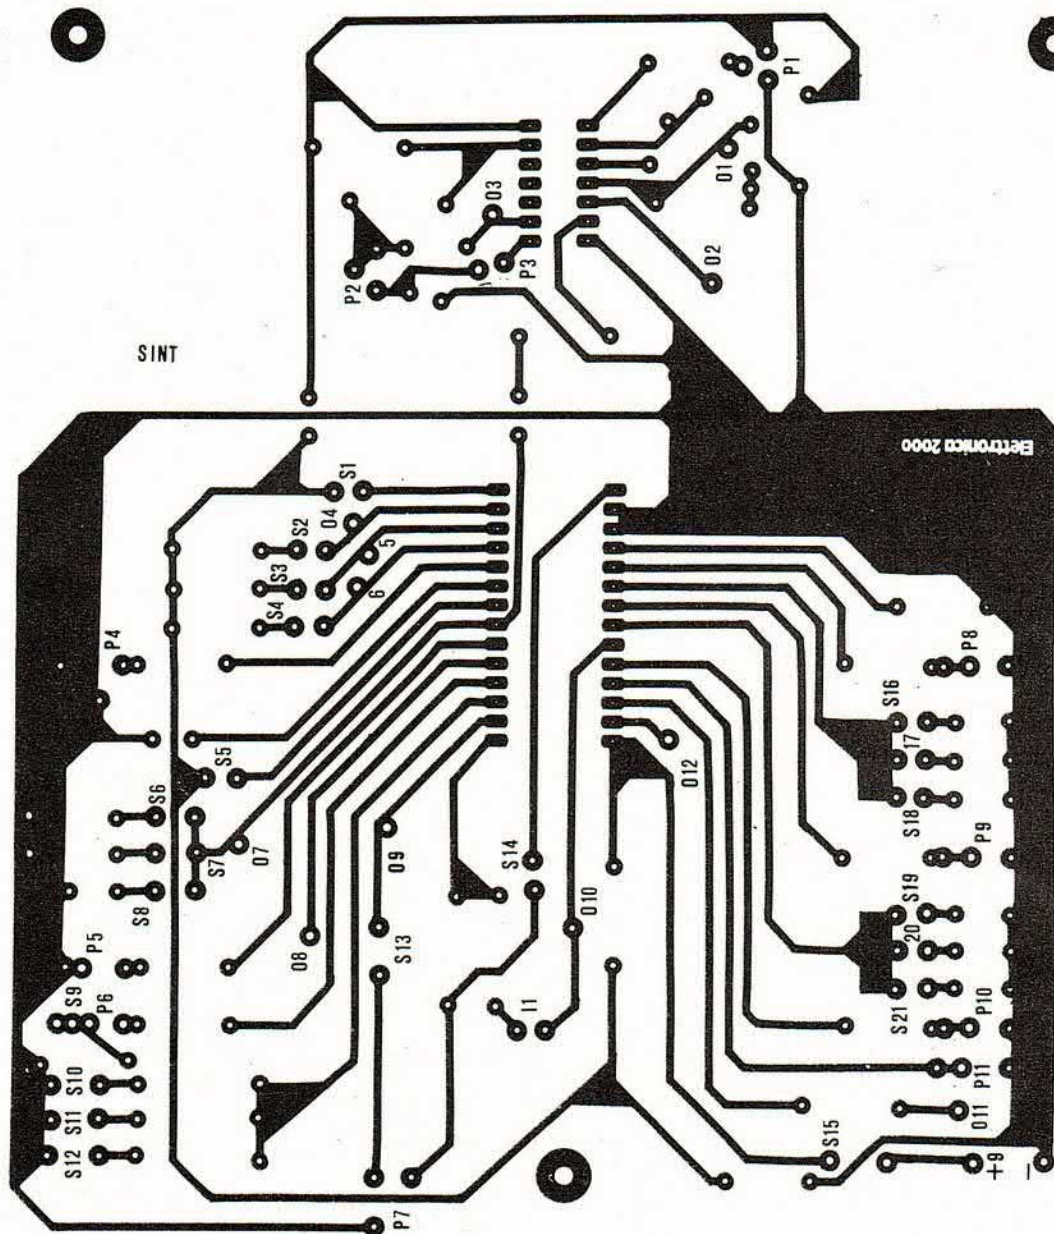 P1
O1
O3
P3
O2
P2
SINT
Elettronica 2000
S1
O4
S2
5
S3
6
S4
P4
P8
S16
17
S5
O12
S6
S18
O7
S7
O9
S14
P9
S8
S19
O10
20
P5
O8
S13
S9
P6
I1
S21
P10
S10
P11
S11
O11
S12
S15
+9
-
P7